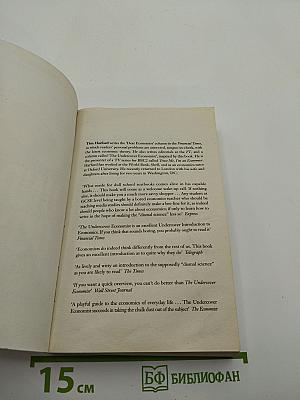 Tim Harford writes the 'Dear Economist' column in the Financial Times,
in which readers' personal problems are answered, tongue in cheek, with
the latest economic theory. He also writes editorials at the FT, and a
column called 'The Undercover Economist', inspired by the book. He is
the presenter of a TV series for BBC2 called Trust Me, I'm an Economist.
Harford has worked at the World Bank, Shell, and as an economics tutor at
Oxford University. He recently returned to London with his wife and
daughters after living for two years in Washington, DC.
'What made for dull school textbooks comes alive in his capable
hands ... This book will come as a welcome wake-up call. If nothing
else, it should make you a much more savvy shopper ... Any students at
GCSE level being taught by a bored economics teacher who should be
teaching media studies should definitely make a bee-line for it, as indeed
should people who know a lot about economics if only to learn how to
write in the hope of making the "dismal science" less so' Express
'The Undercover Economist is an excellent Undercover Introduction to
Economics. If you think that sounds boring, you probably ought to read it'
Financial Times
'Economists do indeed think differently from the rest of us. This book
gives an excellent introduction as to quite why they do' Telegraph
'As lively and witty an introduction to the supposedly "dismal science"
as you are likely to read' The Times
'If you want a quick overview, you can't do better than The Undercover
Economist' Wall Street Journal
'A playful guide to the economics of everyday life ... The Undercover
Economist succeeds in taking the chalk dust out of the subject' The Economist
15 см
БФ БИБЛИОФАН